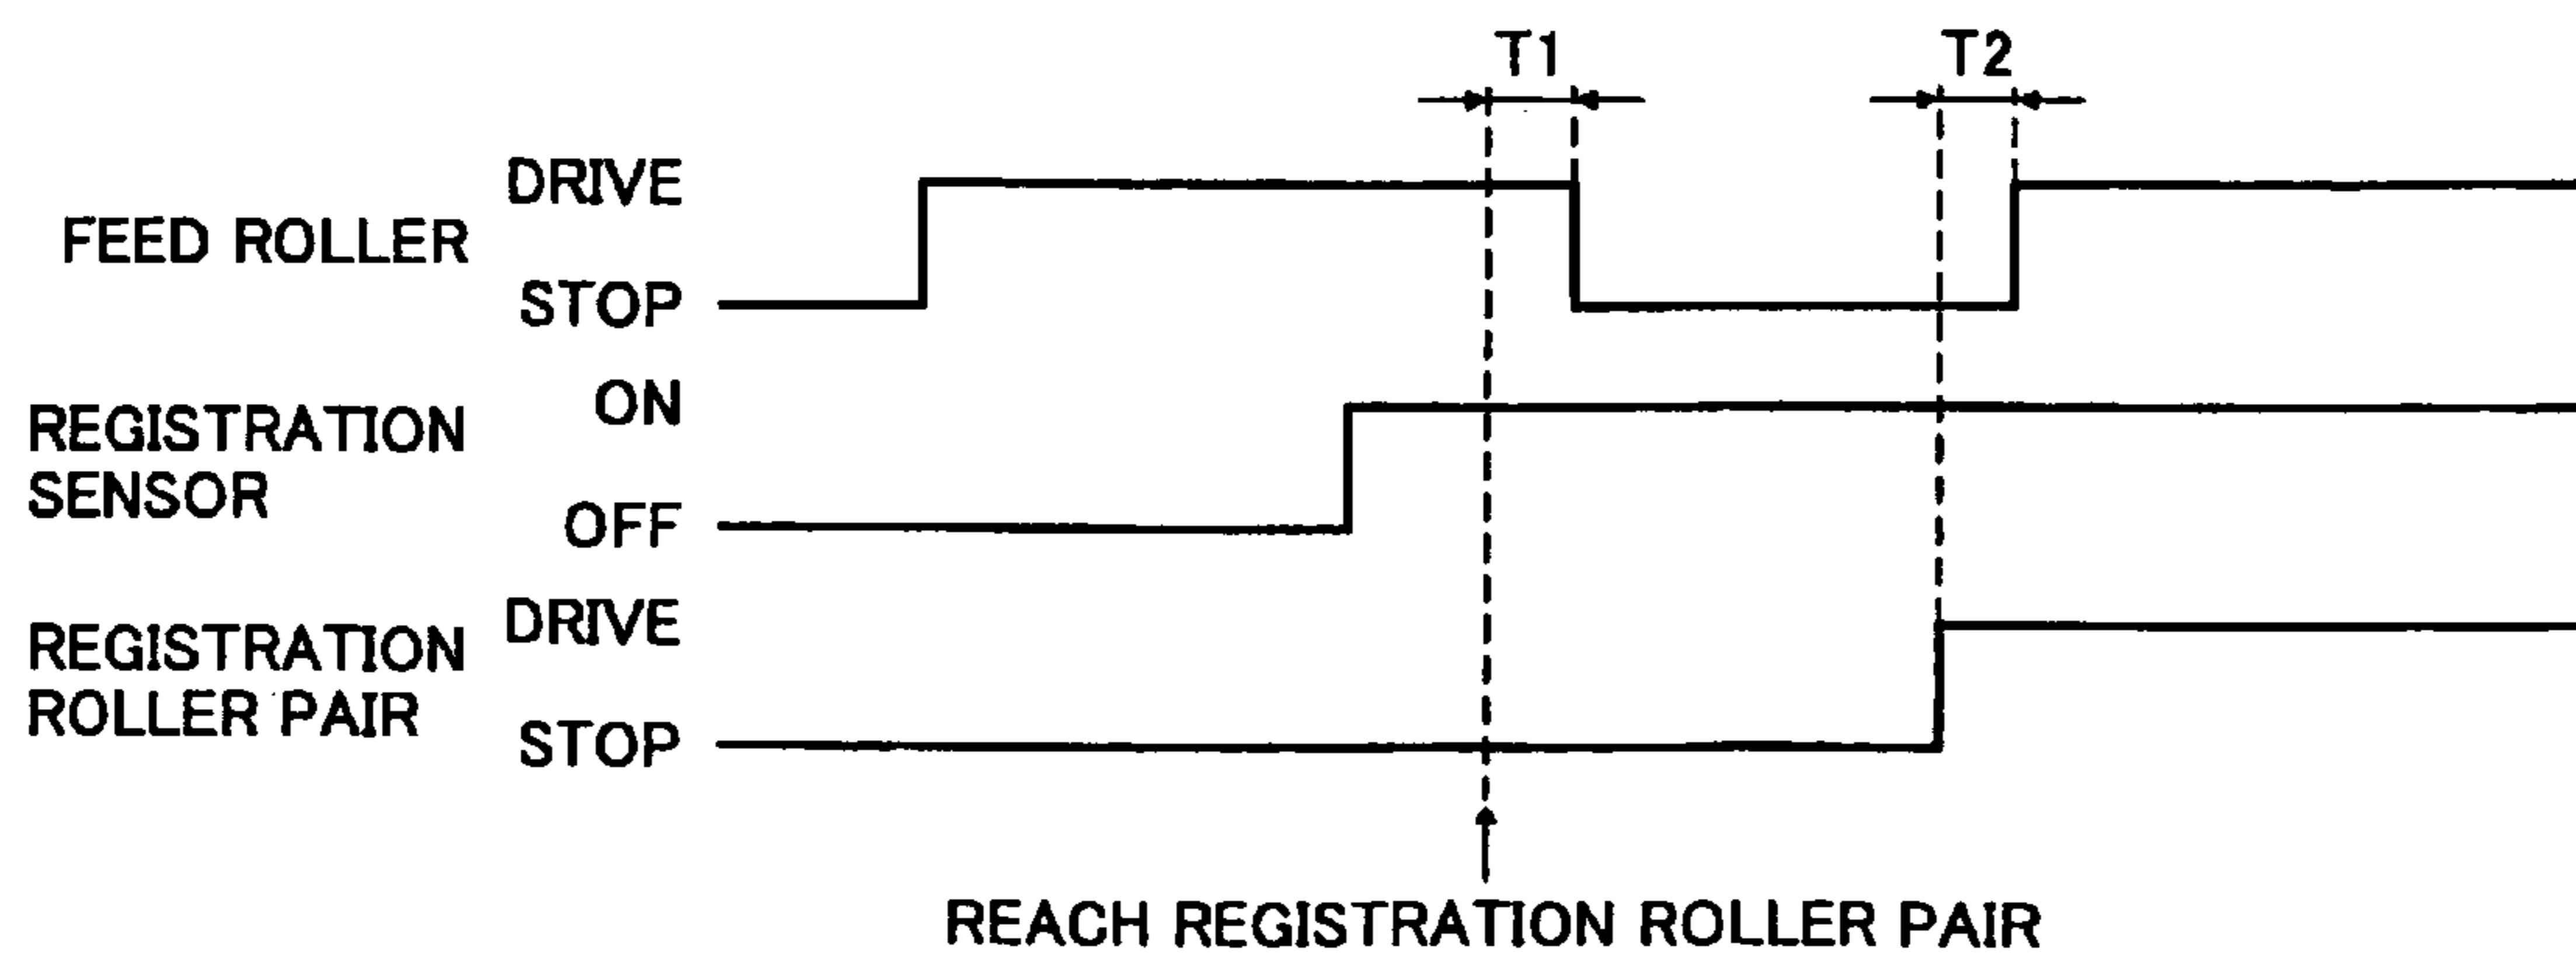 T1
T2
FEED ROLLER
DRIVE
STOP
REGISTRATION
SENSOR
ON
OFF
REGISTRATION
ROLLER PAIR
DRIVE
STOP
REACH REGISTRATION ROLLER PAIR